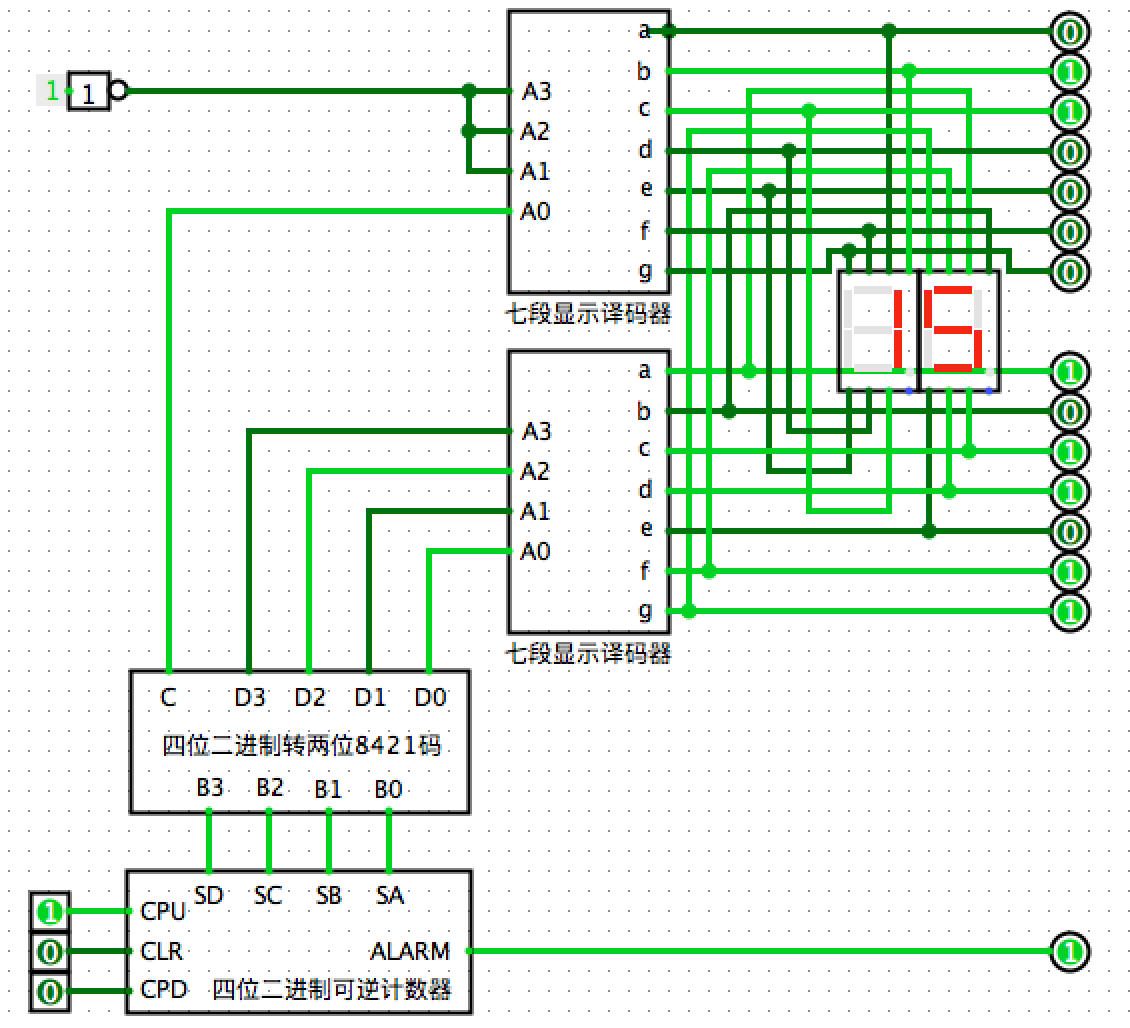 a 0
b 1
1 1 A3
c 1
A2
d 0
A1
e 0
A0
f 0
g 0
七段显示译码器
15
a 1
b 0
A3
c 1
A2
d 1
A1
e 0
A0
f 1
g 1
七段显示译码器
C D3 D2 D1 D0
四位二进制转两位8421码
B3 B2 B1 B0
SD SC SB SA
1 CPU
0 CLR ALARM 1
0 CPD 四位二进制可逆计数器